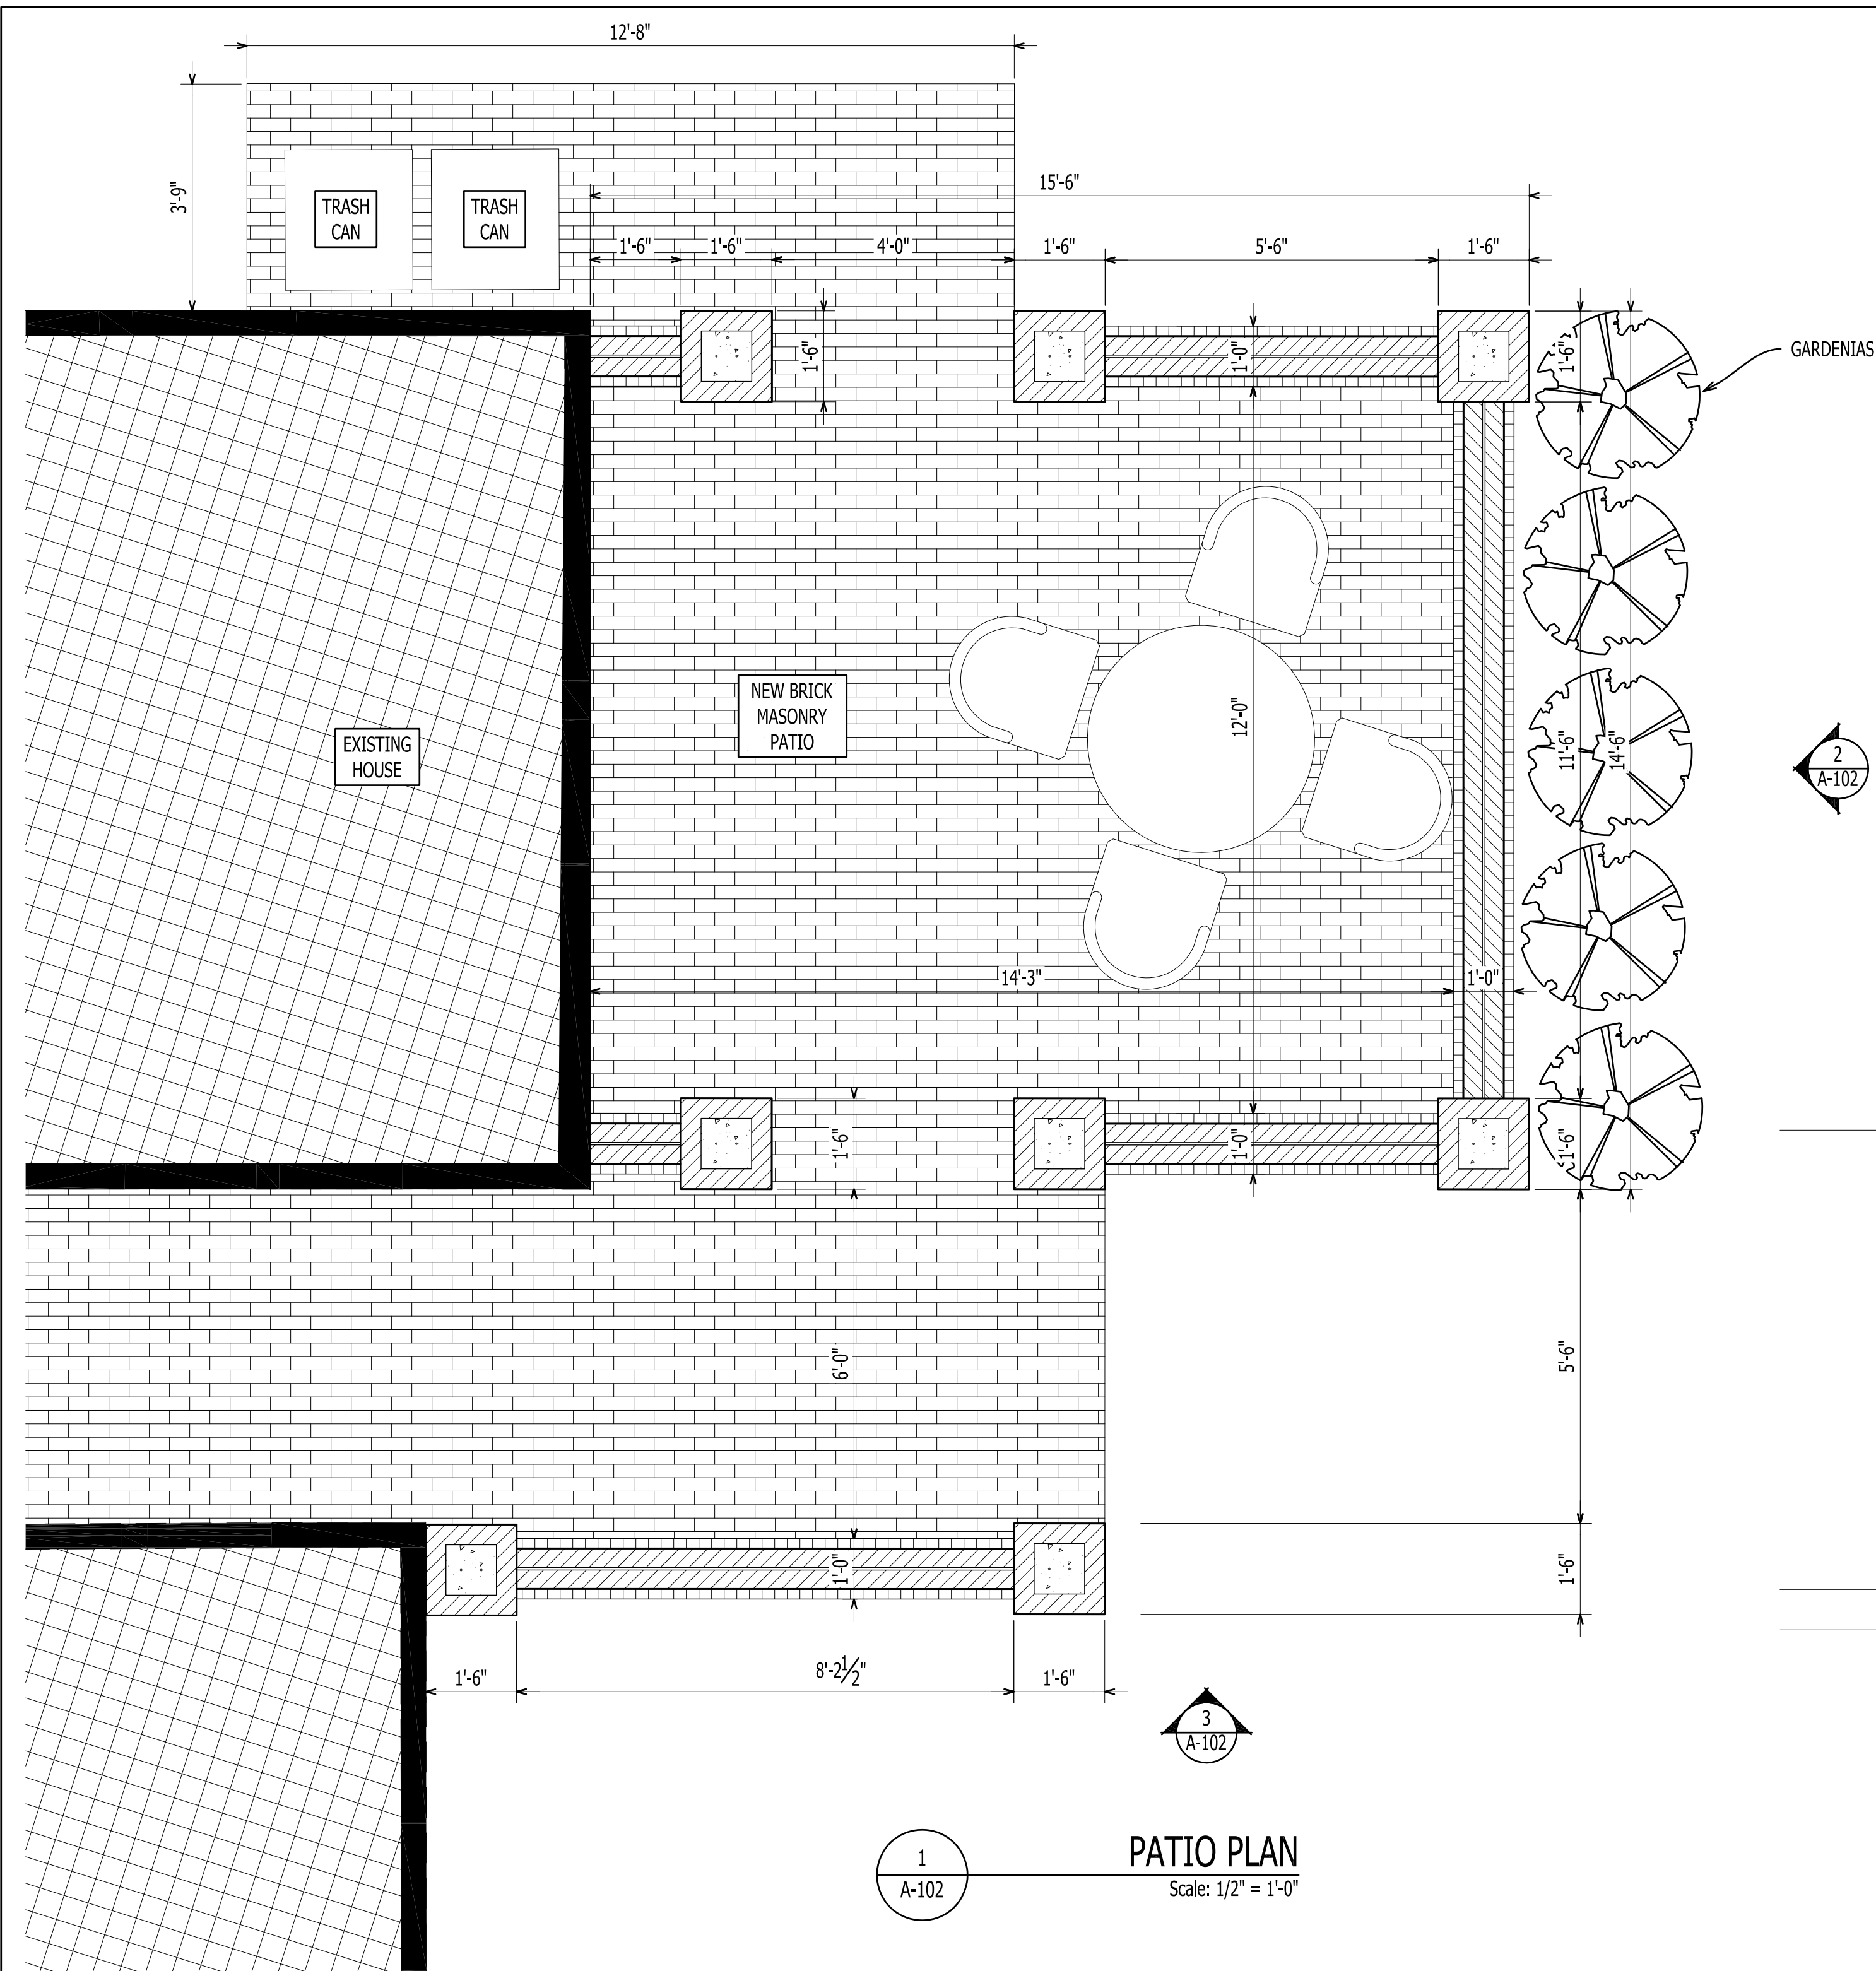 12'-8"
3'-9"
TRASH
CAN
TRASH
CAN
15'-6"
1'-6"
1'-6"
4'-0"
1'-6"
5'-6"
1'-6"
1'-6"
1'-0"
1'-6"
GARDENIAS
NEW BRICK
MASONRY
PATIO
EXISTING
HOUSE
12'-0"
11'-6"
14'-6"
2
A-102
14'-3"
1'-0"
1'-6"
1'-0"
1'-6"
6'-0"
5'-6"
1'-0"
1'-6"
1'-6"
8'-2 1/2"
1'-6"
3
A-102
1
A-102
PATIO PLAN
Scale: 1/2" = 1'-0"